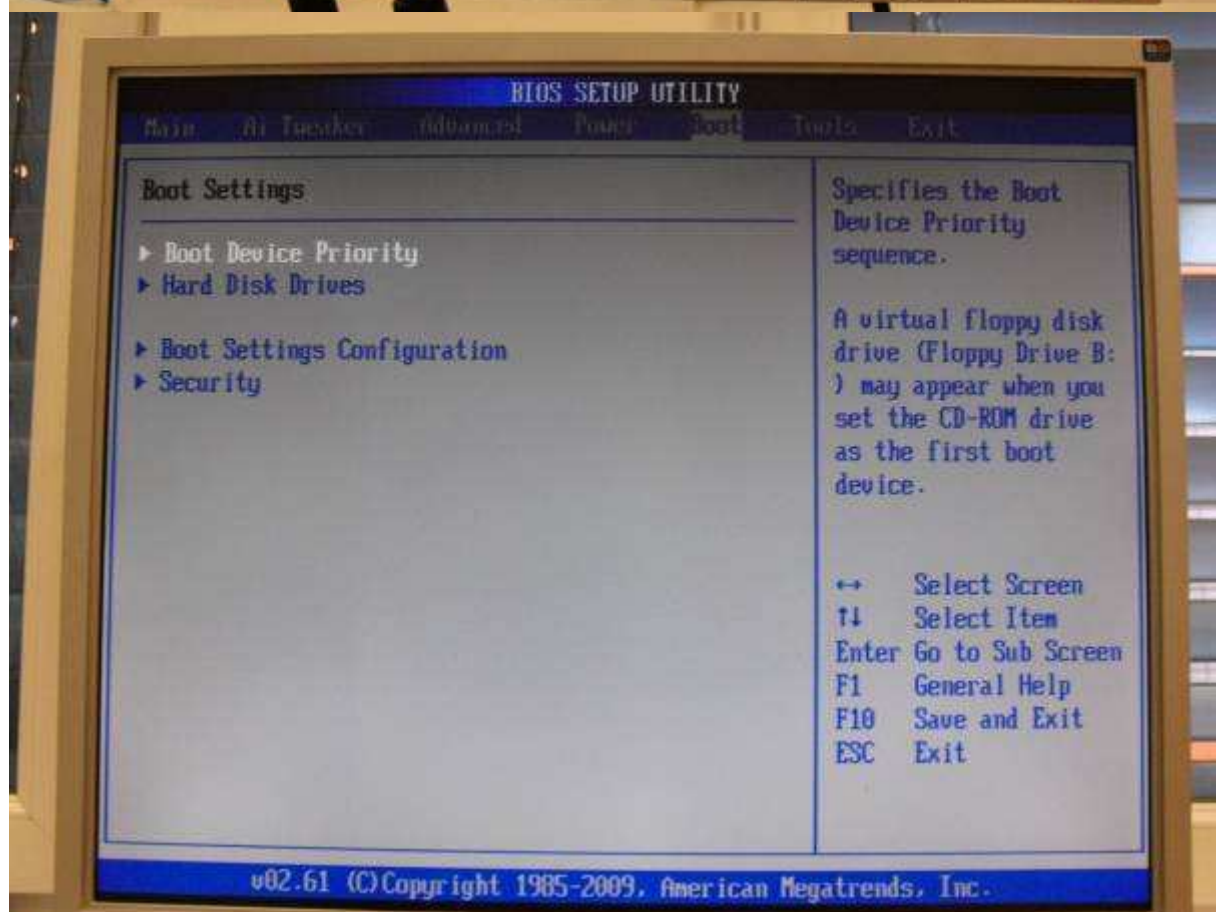 BIOS SETUP UTILITY
Main Ai Tweaker Advanced Power Boot Tools Exit
Boot Settings
▶ Boot Device Priority
▶ Hard Disk Drives
▶ Boot Settings Configuration
▶ Security
Specifies the Boot
Device Priority
sequence.
A virtual floppy disk
drive (Floppy Drive B:
) may appear when you
set the CD-ROM drive
as the first boot
device.
↔ Select Screen
↑↓ Select Item
Enter Go to Sub Screen
F1 General Help
F10 Save and Exit
ESC Exit
v02.61 (C)Copyright 1985-2009, American Megatrends, Inc.